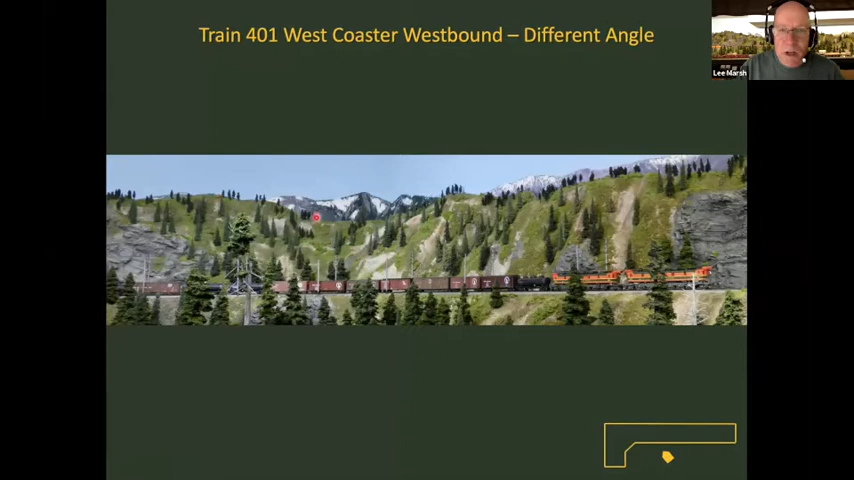 Train 401 West Coaster Westbound – Different Angle
Lee Marsh